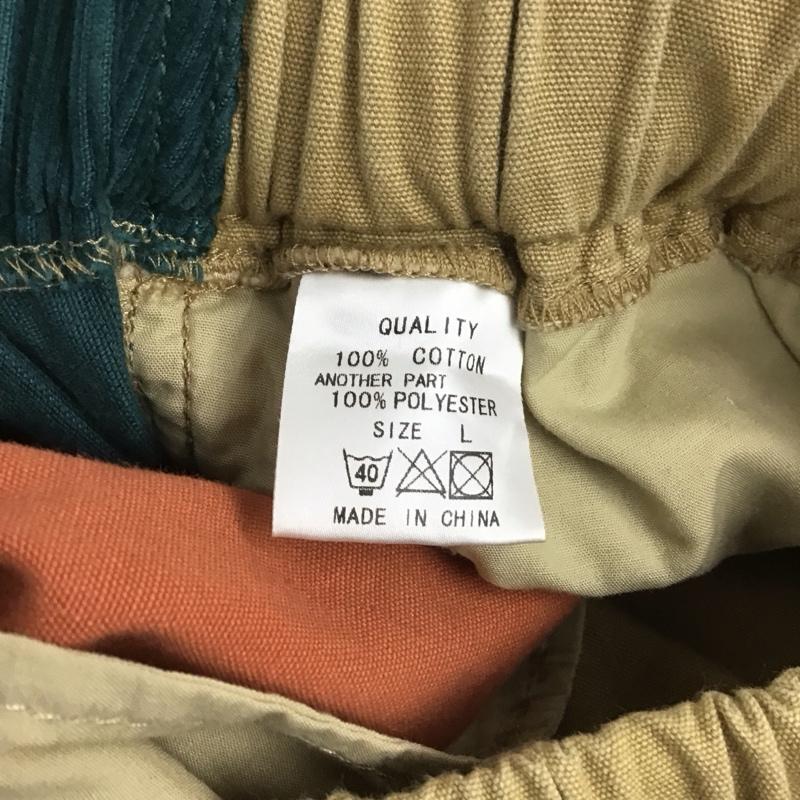 QUALITY
100% COTTON
ANOTHER PART
100% POLYESTER
SIZE L
40
MADE IN CHINA